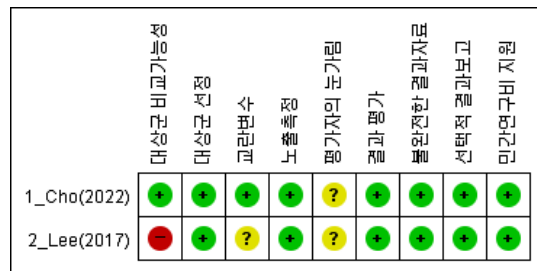 대상군 비교가능성
대상군 선정
교란변수
노출측정
평가자의 눈가림
결과 평가
불완전한 결과자료
선택적 결과보고
민간연구비 지원
1_Cho(2022) + + + + ? + + + +
2_Lee(2017) − + ? + ? + + + +